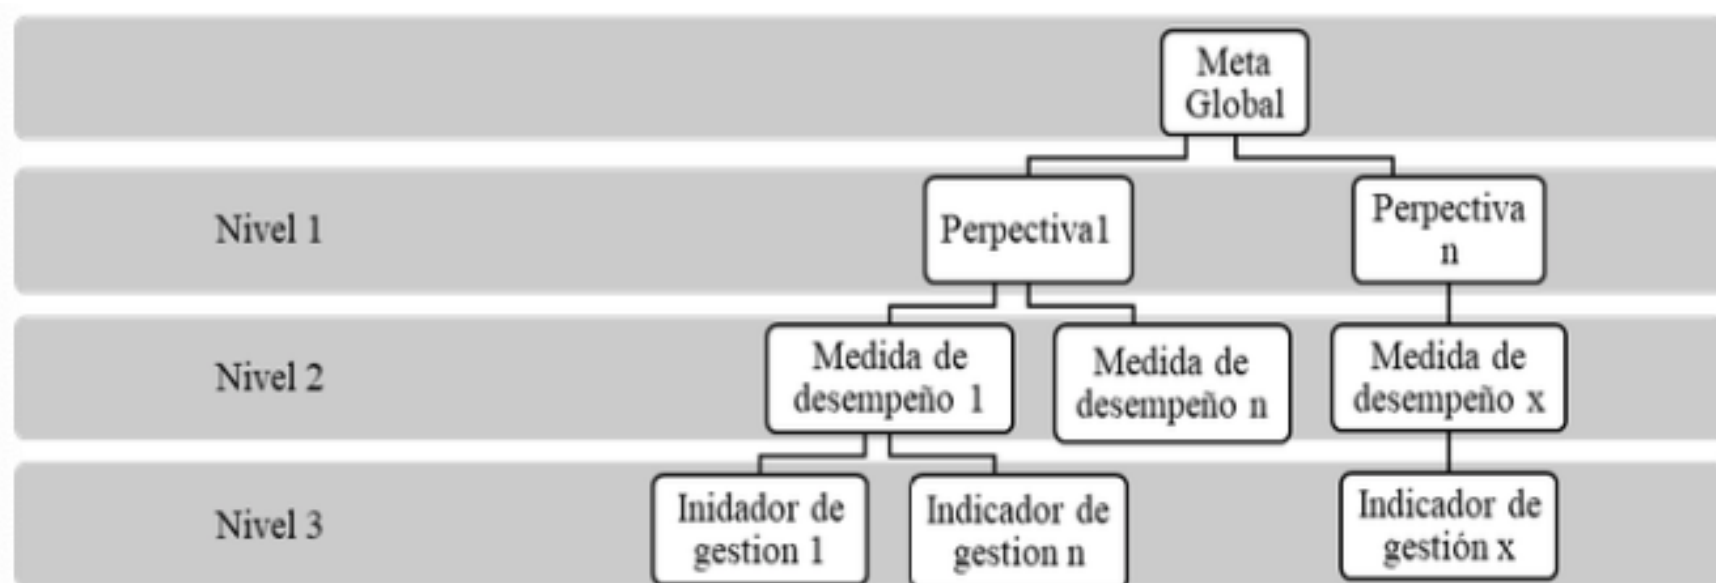 Meta
Global
Nivel 1
Perpectiva1
Perpectiva
n
Nivel 2
Medida de
desempeño 1
Medida de
desempeño n
Medida de
desempeño x
Nivel 3
Inidador de
gestion 1
Indicador de
gestion n
Indicador de
gestión x